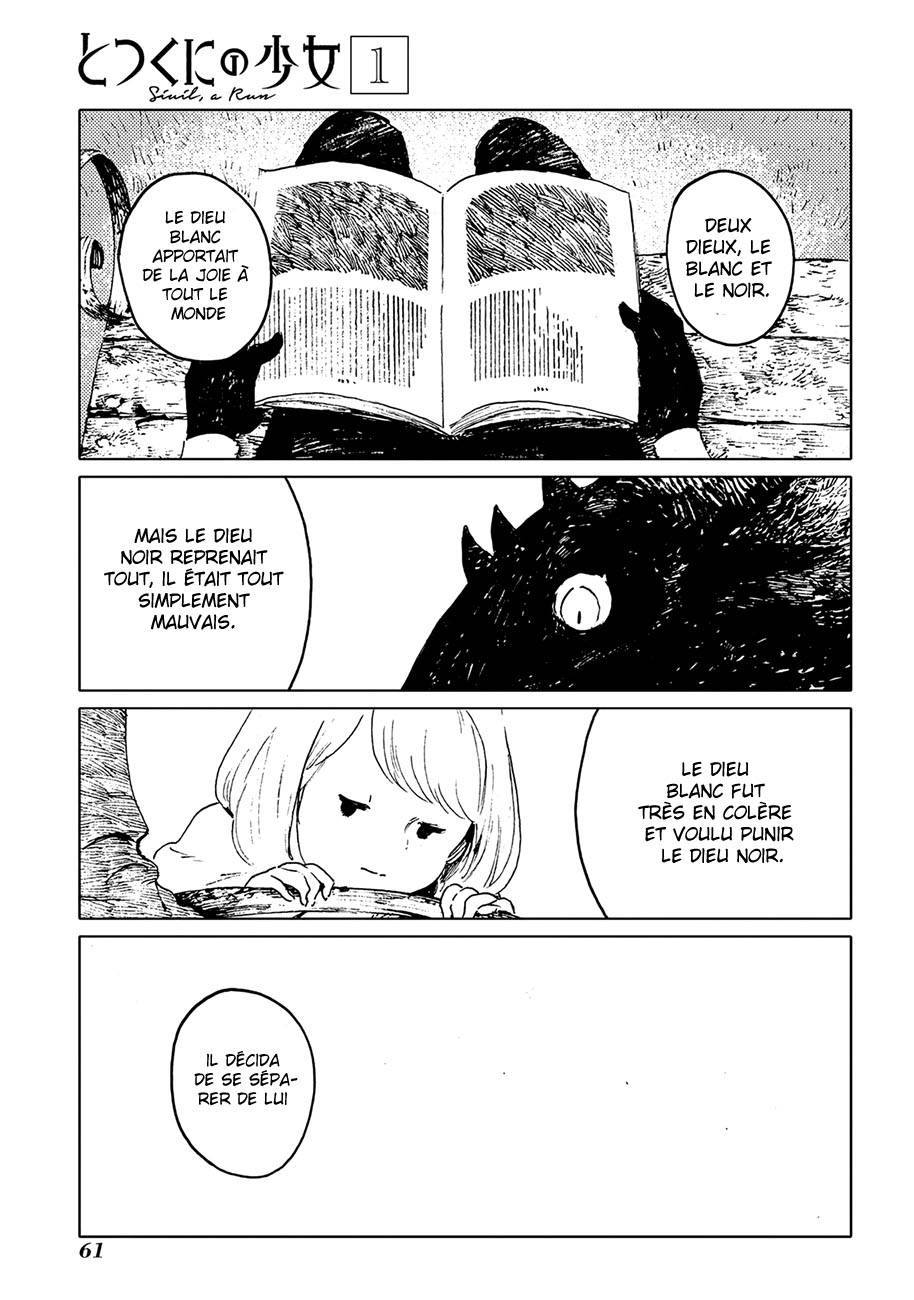 とつくにの少女 1
Siúil, a Rún
DEUX
DIEUX, LE
BLANC ET
LE NOIR.
LE DIEU
BLANC
APPORTAIT
DE LA JOIE À
TOUT LE
MONDE
MAIS LE DIEU
NOIR REPRENAIT
TOUT, IL ÉTAIT TOUT
SIMPLEMENT
MAUVAIS.
LE DIEU
BLANC FUT
TRÈS EN COLÈRE
ET VOULU PUNIR
LE DIEU NOIR.
IL DÉCIDA
DE SE SÉPA-
RER DE LUI
61